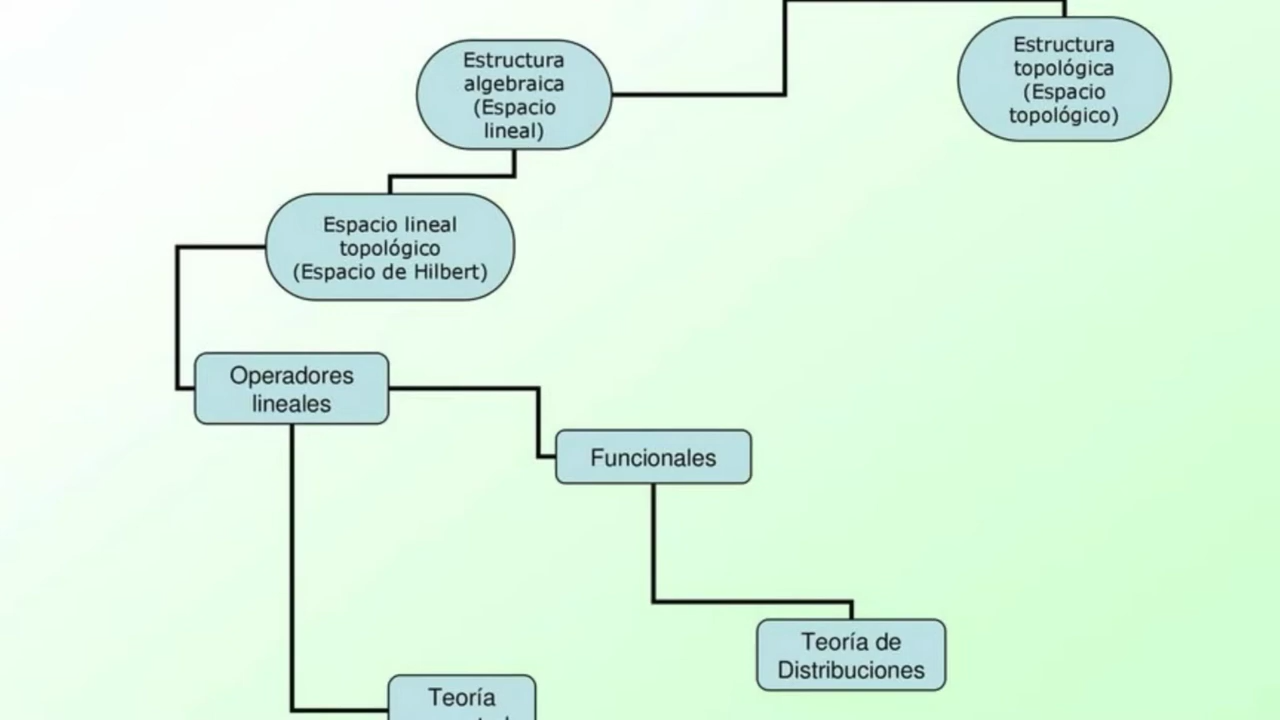 Estructura
algebraica
(Espacio
lineal)
Estructura
topológica
(Espacio
topológico)
Espacio lineal
topológico
(Espacio de Hilbert)
Operadores
lineales
Funcionales
Teoría de
Distribuciones
Teoría